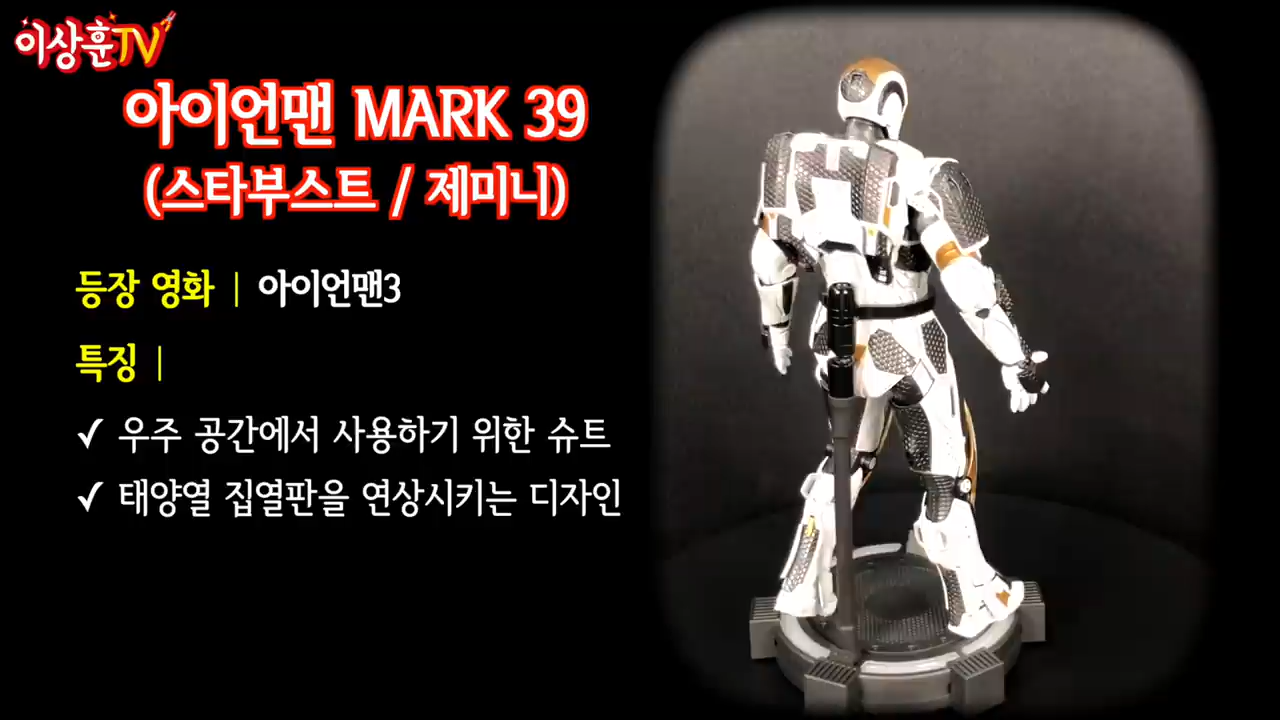 이상훈TV
아이언맨 MARK 39
(스타부스트 / 제미니)
등장 영화 | 아이언맨3
특징 |
✓ 우주 공간에서 사용하기 위한 슈트
✓ 태양열 집열판을 연상시키는 디자인